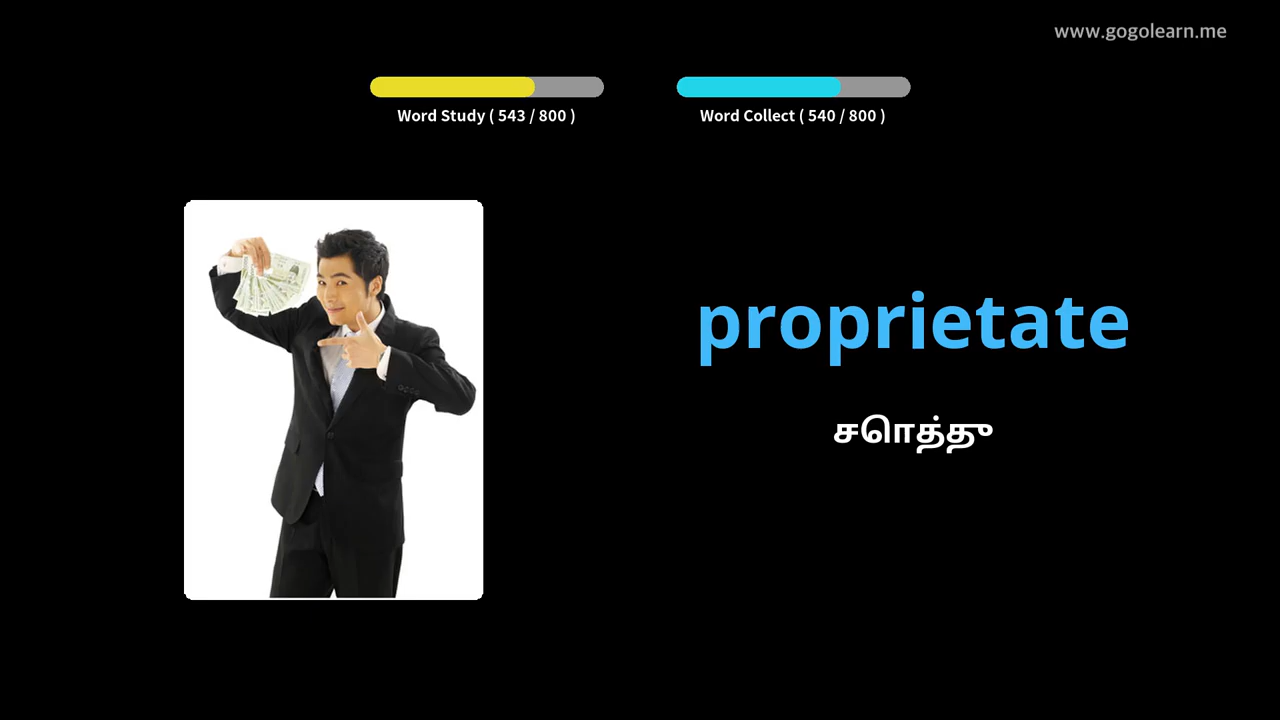 www.gogolearn.me
Word Study ( 543 / 800 )
Word Collect ( 540 / 800 )
proprietate
சொத்து